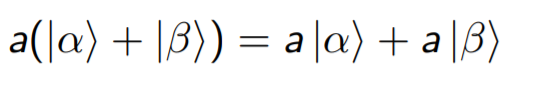 a(|α⟩ + |β⟩) = a |α⟩ + a |β⟩